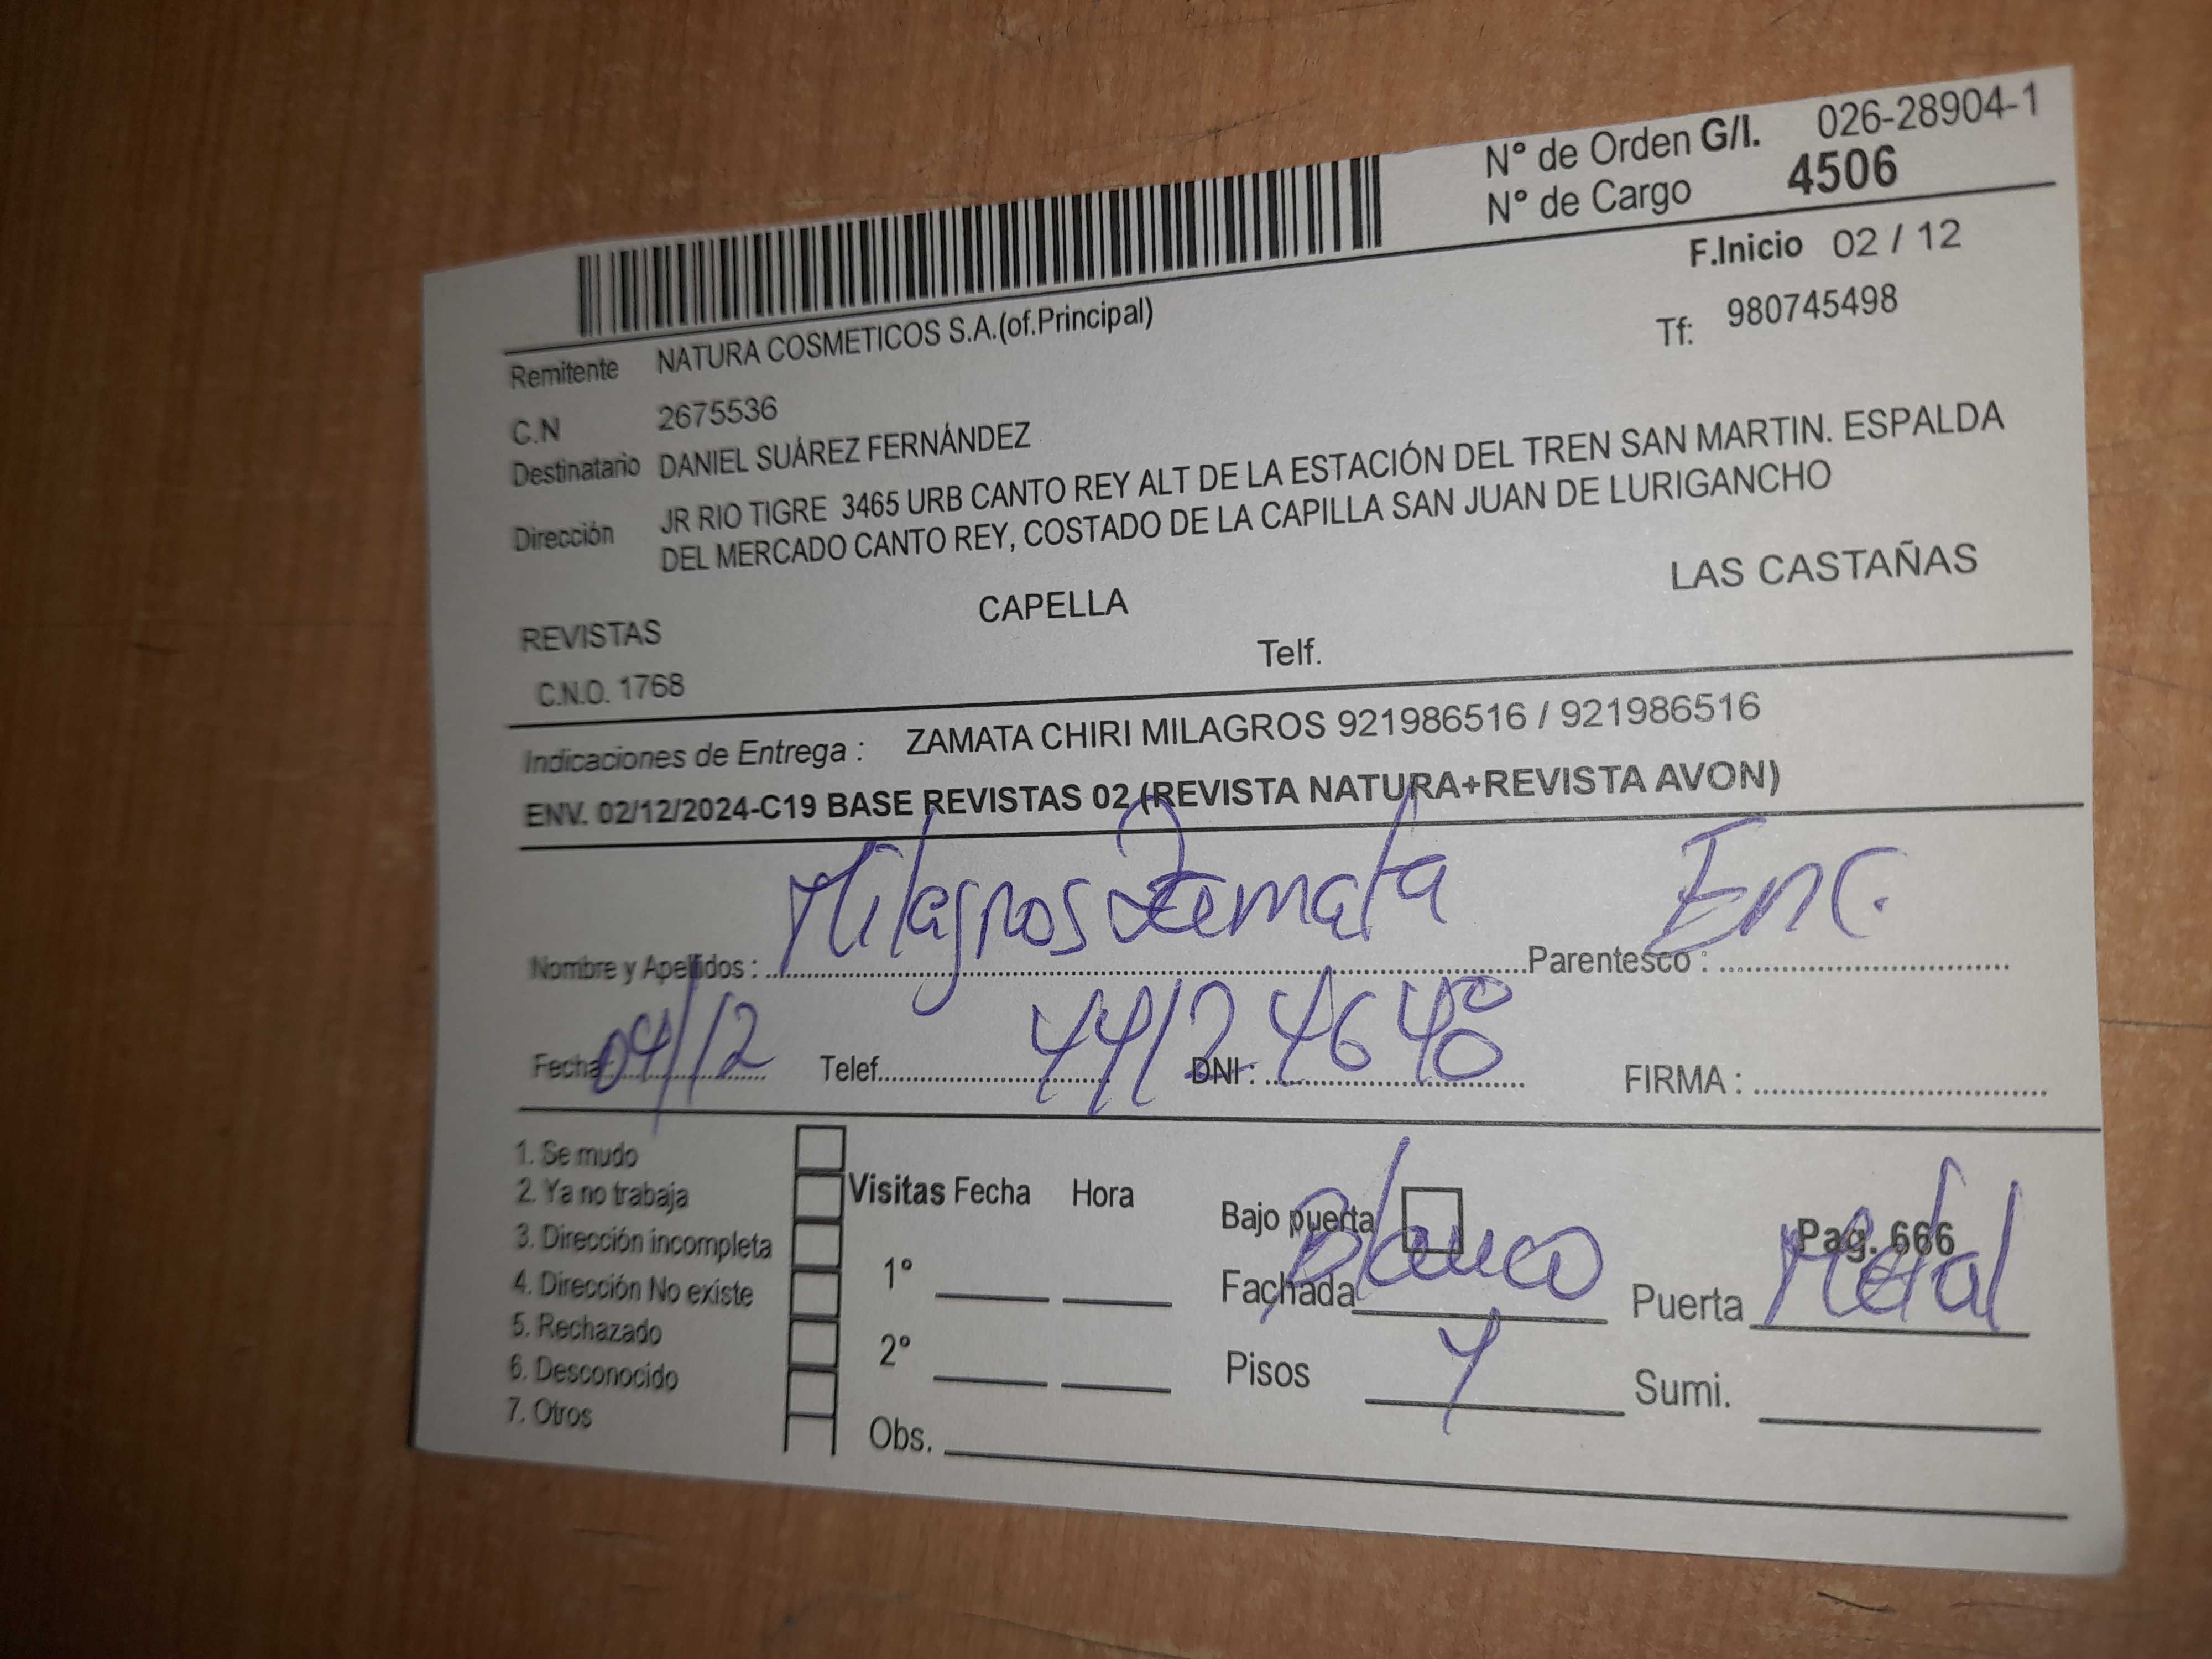 N° de Orden G/I. 026-28904-1
N° de Cargo 4506
F.Inicio 02 / 12
Remitente NATURA COSMETICOS S.A.(of.Principal)
Tf: 980745498
C.N 2675536
Destinatario DANIEL SUÁREZ FERNÁNDEZ
Dirección JR RIO TIGRE 3465 URB CANTO REY ALT DE LA ESTACIÓN DEL TREN SAN MARTIN. ESPALDA
DEL MERCADO CANTO REY, COSTADO DE LA CAPILLA SAN JUAN DE LURIGANCHO
REVISTAS CAPELLA LAS CASTAÑAS
C.N.O. 1768 Telf.
Indicaciones de Entrega : ZAMATA CHIRI MILAGROS 921986516 / 921986516
ENV. 02/12/2024-C19 BASE REVISTAS 02 (REVISTA NATURA+REVISTA AVON)
Nombre y Apellidos : Milagros Zamata Parentesco : Enc.
Fecha: 04/12 Telef. DNI : 44124648 FIRMA :
1. Se mudo
2. Ya no trabaja
3. Dirección incompleta
4. Dirección No existe
5. Rechazado
6. Desconocido
7. Otros
Visitas Fecha Hora
1°
2°
Obs.
Bajo puerta Pag. 666
Fachada Blanco Puerta Metal
Pisos 4 Sumi.